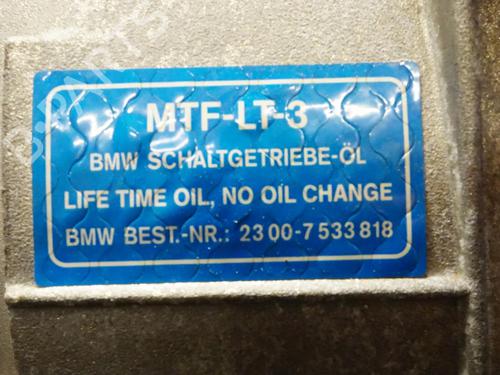 MTF-LT-3
BMW SCHALTGETRIEBE-ÖL
LIFE TIME OIL, NO OIL CHANGE
BMW BEST.-NR.: 23 00-7 533 818
B-PARTS